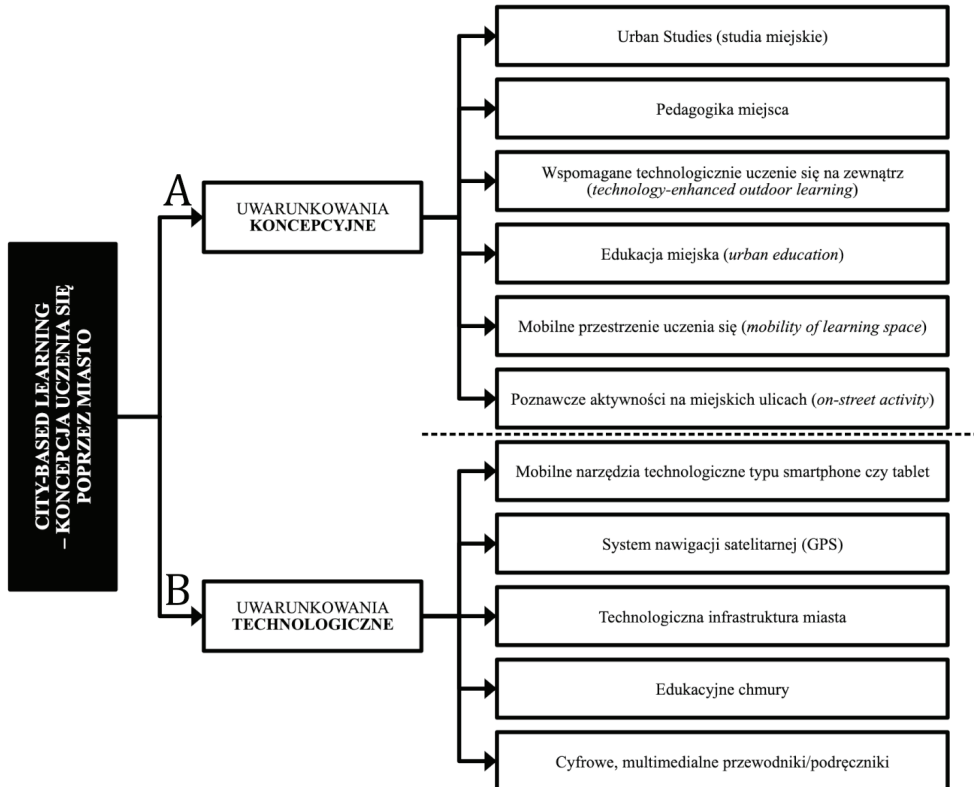 CITY-BASED LEARNING
– KONCEPCJA UCZENIA SIĘ
POPRZEZ MIASTO
A
UWARUNKOWANIA
KONCEPCYJNE
Urban Studies (studia miejskie)
Pedagogika miejsca
Wspomagane technologicznie uczenie się na zewnątrz
(technology-enhanced outdoor learning)
Edukacja miejska (urban education)
Mobilne przestrzenie uczenia się (mobility of learning space)
Poznawcze aktywności na miejskich ulicach (on-street activity)
B
UWARUNKOWANIA
TECHNOLOGICZNE
Mobilne narzędzia technologiczne typu smartphone czy tablet
System nawigacji satelitarnej (GPS)
Technologiczna infrastruktura miasta
Edukacyjne chmury
Cyfrowe, multimedialne przewodniki/podręczniki